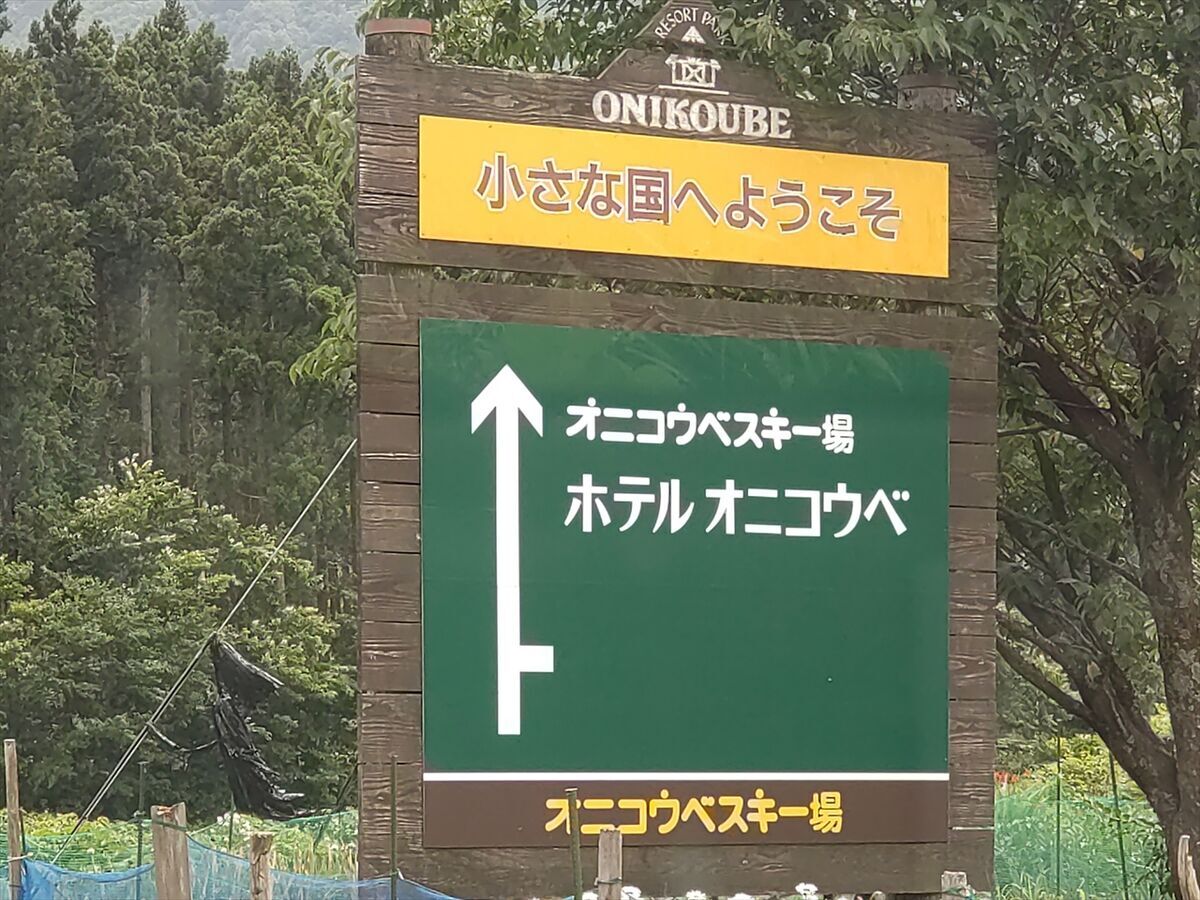 RESORT PARK
ONIKOUBE
小さな国へようこそ
オニコウベスキー場
ホテル オニコウベ
オニコウベスキー場